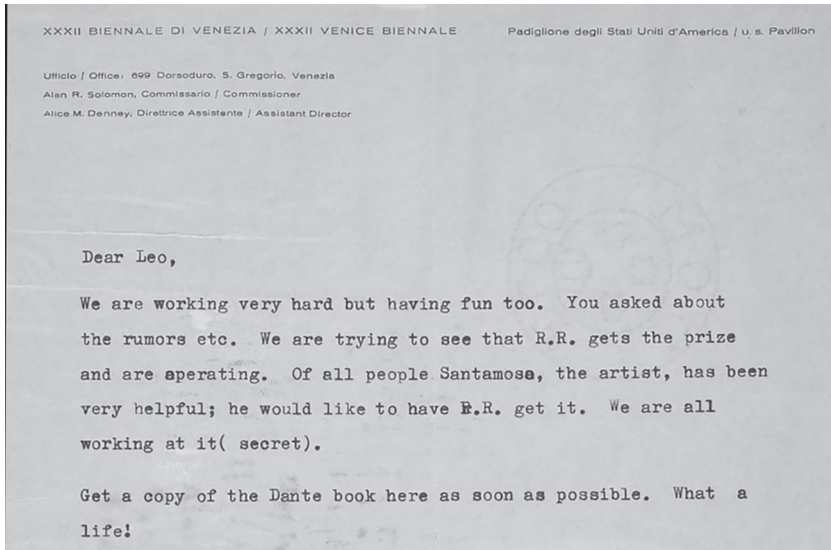 XXXII BIENNALE DI VENEZIA / XXXII VENICE BIENNALE
Padiglione degli Stati Uniti d'America / u. s. Pavilion
Ufficio / Office: 699 Dorsoduro, S. Gregorio, Venezia
Alan R. Solomon, Commissario / Commissioner
Alice M. Denney, Direttrice Assistente / Assistant Director
Dear Leo,
We are working very hard but having fun too. You asked about
the rumors etc. We are trying to see that R.R. gets the prize
and are aperating. Of all people Santamosa, the artist, has been
very helpful; he would like to have R.R. get it. We are all
working at it( secret).
Get a copy of the Dante book here as soon as possible. What a
life!